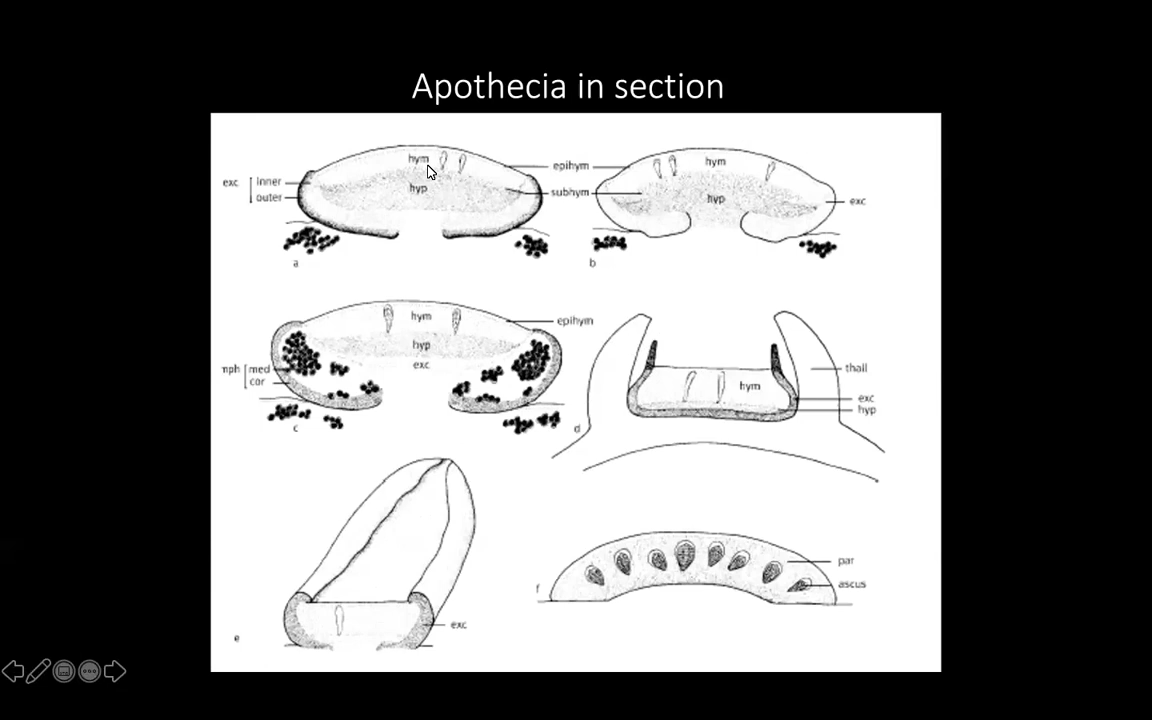 Apothecia in section
hym
epihym
hym
exc
inner
outer
hyp
subhym
hyp
exc
a
b
hym
epihym
hyp
exc
mph
med
cor
hym
thall
exc
hyp
c
d
par
ascus
f
exc
e